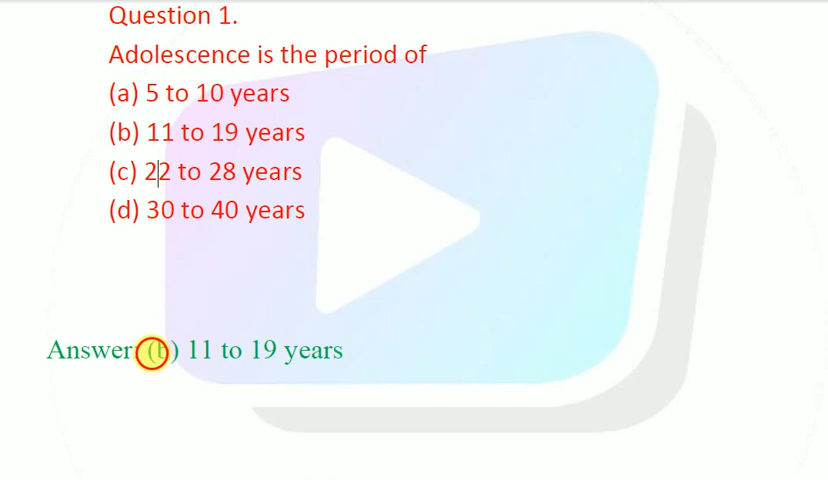 Question 1.
Adolescence is the period of
(a) 5 to 10 years
(b) 11 to 19 years
(c) 22 to 28 years
(d) 30 to 40 years
Answer: (b) 11 to 19 years